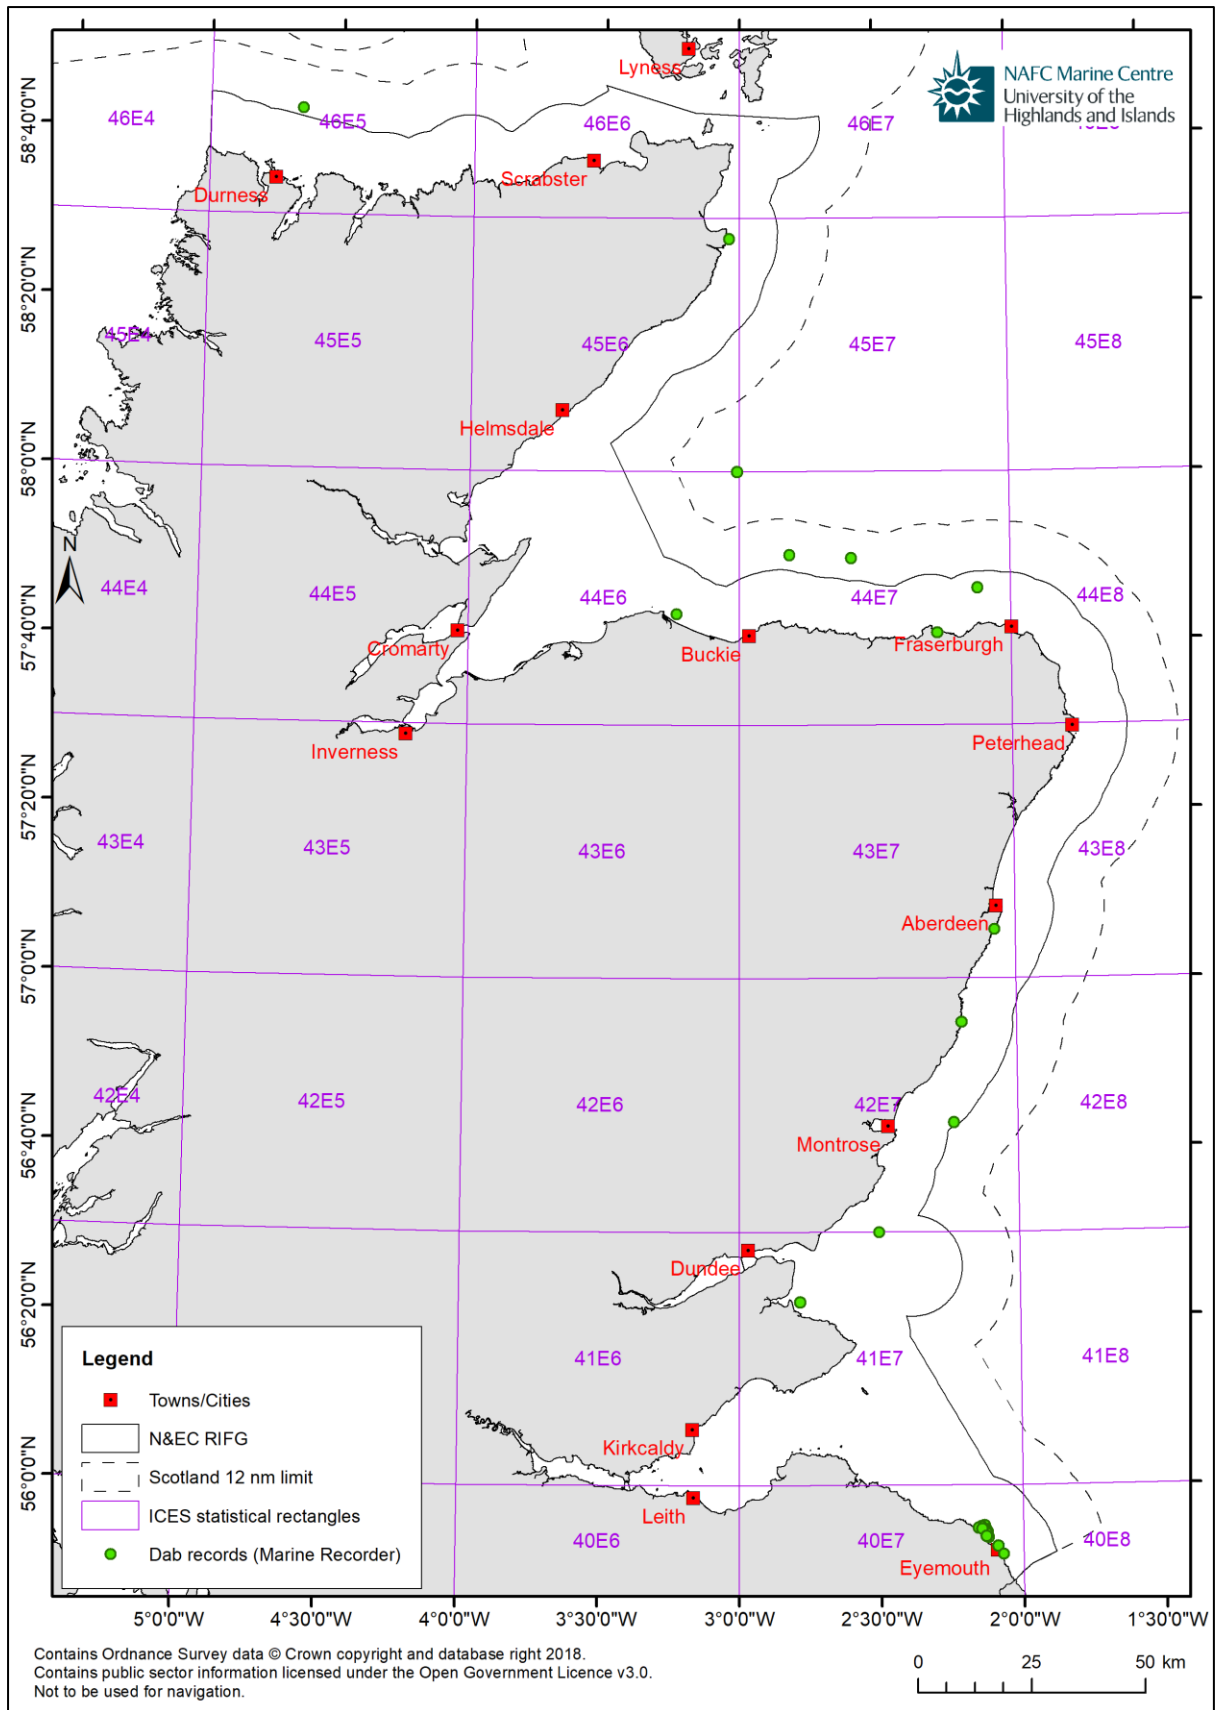 Lyness
NAFC Marine Centre
University of the
Highlands and Islands
46E4
46E5
46E6
46E7
58°40'0"N
Scrabster
Durness
58°20'0"N
45E4
45E5
45E6
45E7
45E8
Helmsdale
58°0'0"N
N
44E4
44E5
44E6
44E7
44E8
57°40'0"N
Cromarty
Buckie
Fraserburgh
Inverness
Peterhead
57°20'0"N
43E4
43E5
43E6
43E7
43E8
Aberdeen
57°0'0"N
42E4
42E5
42E6
42E7
42E8
56°40'0"N
Montrose
Dundee
56°20'0"N
41E6
41E7
41E8
Legend
Towns/Cities
N&EC RIFG
Scotland 12 nm limit
ICES statistical rectangles
Dab records (Marine Recorder)
Kirkcaldy
56°0'0"N
Leith
40E6
40E7
40E8
Eyemouth
5°0'0"W
4°30'0"W
4°0'0"W
3°30'0"W
3°0'0"W
2°30'0"W
2°0'0"W
1°30'0"W
Contains Ordnance Survey data © Crown copyright and database right 2018.
Contains public sector information licensed under the Open Government Licence v3.0.
Not to be used for navigation.
0 25 50 km